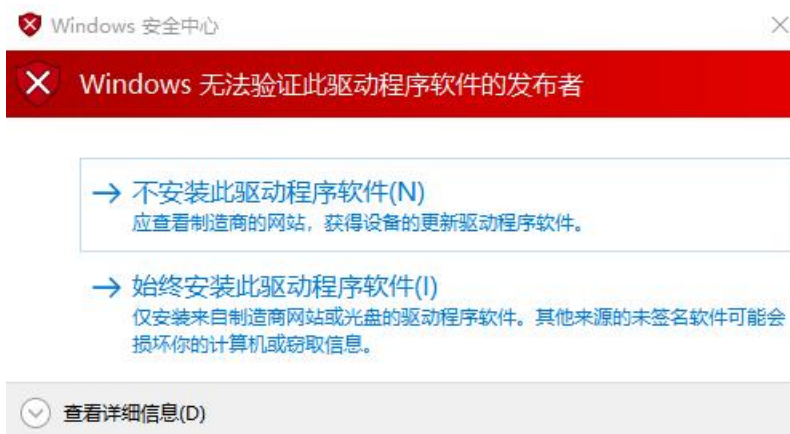 Windows 安全中心
Windows 无法验证此驱动程序软件的发布者
不安装此驱动程序软件(N)
应查看制造商的网站，获得设备的更新驱动程序软件。
始终安装此驱动程序软件(I)
仅安装来自制造商网站或光盘的驱动程序软件。其他来源的未签名软件可能会
损坏你的计算机或窃取信息。
查看详细信息(D)